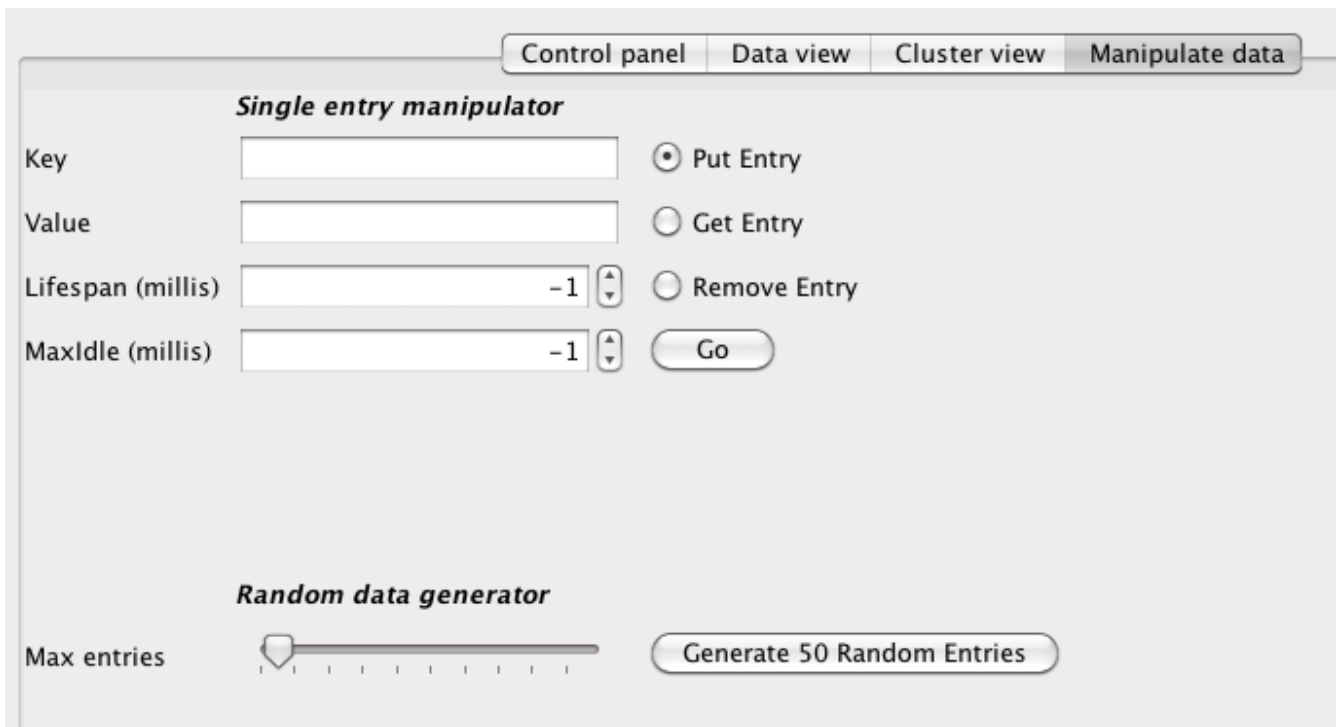 Control panel Data view Cluster view Manipulate data
Single entry manipulator
Key Put Entry
Value Get Entry
Lifespan (millis) -1 Remove Entry
MaxIdle (millis) -1 Go
Random data generator
Max entries Generate 50 Random Entries